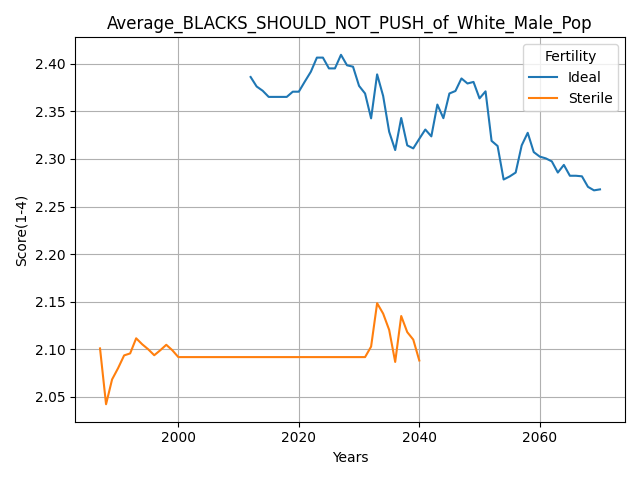 Average_BLACKS_SHOULD_NOT_PUSH_of_White_Male_Pop
Fertility
Ideal
Sterile
Score(1-4)
2.40
2.35
2.30
2.25
2.20
2.15
2.10
2.05
2000
2020
2040
2060
Years